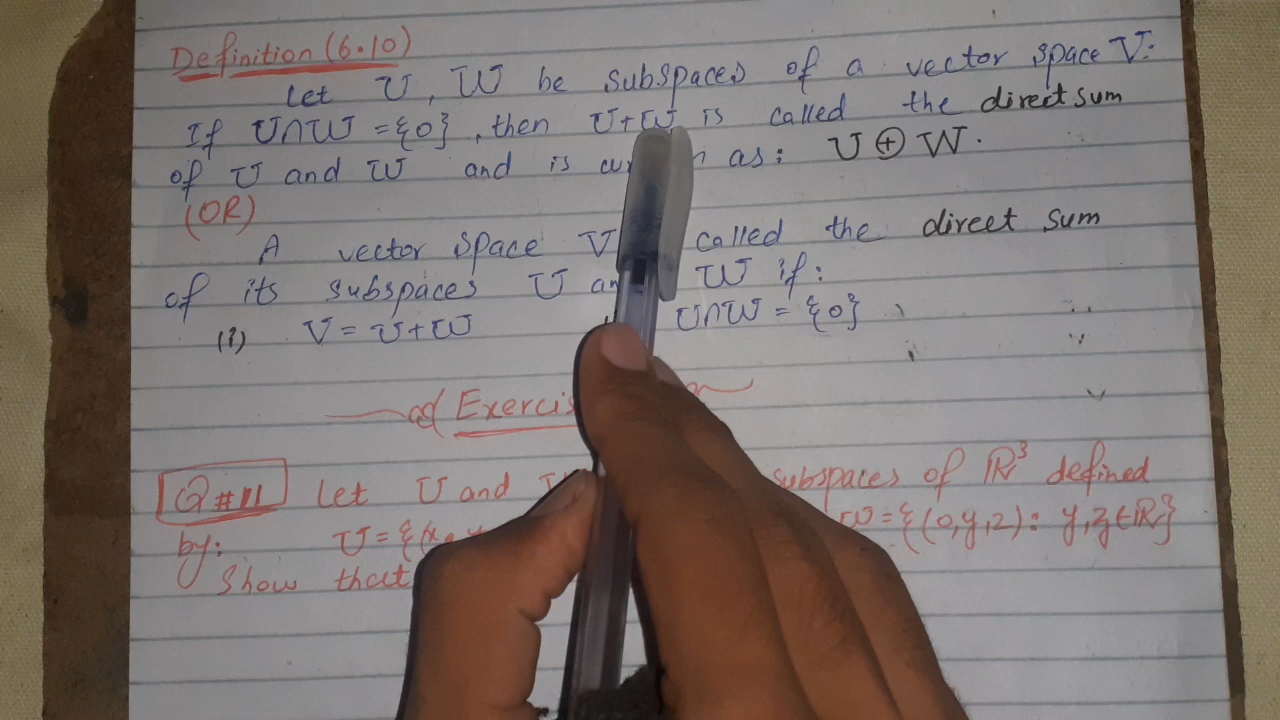 Definition (6.10)
Let U, W be subspaces of a vector space V.
If U∩W = {0}, then U+W is called the direct sum
of U and W and is as: U ⊕ W.
(OR)
A vector space V called the direct sum
of its subspaces U W if:
(i) V = U+W U∩W = {0}
Q #11 Let U and subspaces of ℝ³ defined
by: U = {(x, W = {(0,y,z): y,z∈ℝ}
Show that